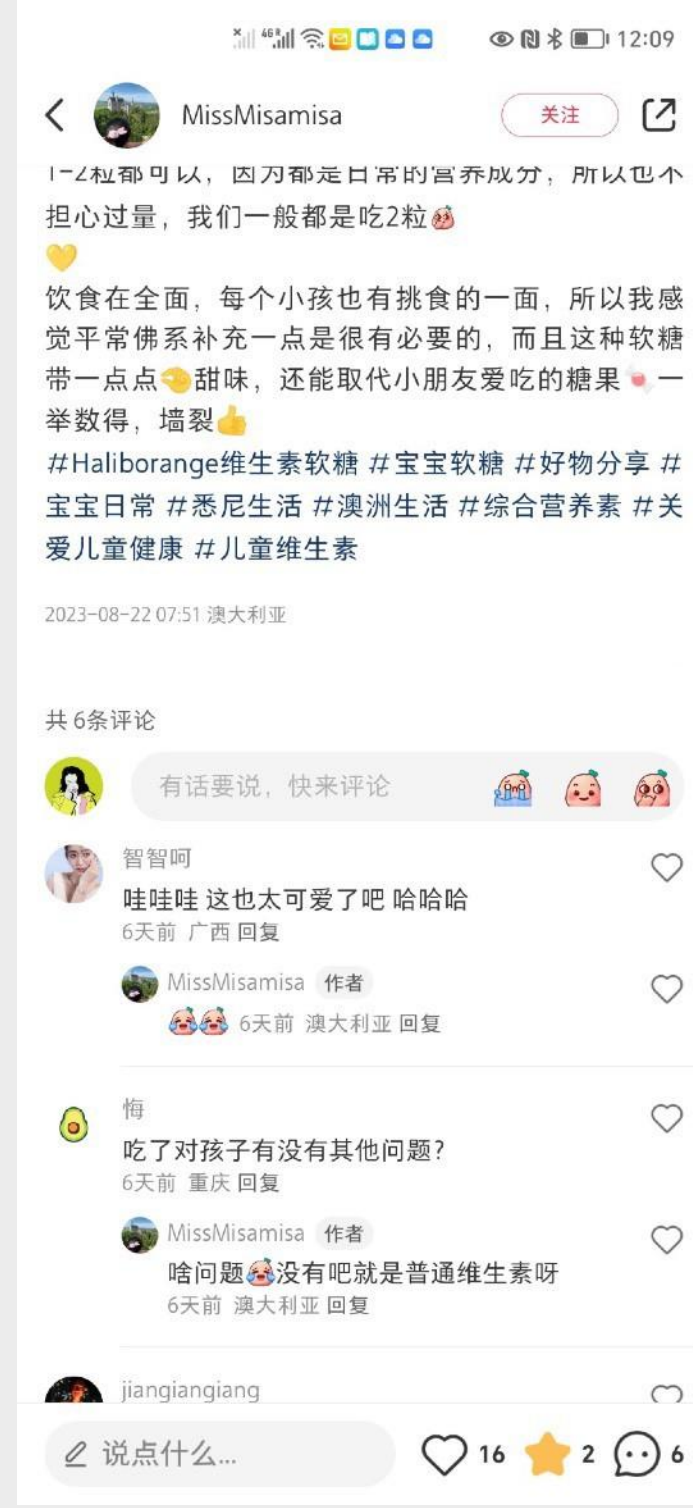 46 12:09
MissMisamisa 关注
1-2粒都可以，因为都是日常的营养成分，所以也不
担心过量，我们一般都是吃2粒
饮食在全面，每个小孩也有挑食的一面，所以我感
觉平常佛系补充一点是很有必要的，而且这种软糖
带一点点🤏甜味，还能取代小朋友爱吃的糖果🍬一
举数得，墙裂👍
#Haliborange维生素软糖 #宝宝软糖 #好物分享 #
宝宝日常 #悉尼生活 #澳洲生活 #综合营养素 #关
爱儿童健康 #儿童维生素
2023-08-22 07:51 澳大利亚
共 6条评论
有话要说，快来评论
智智呵
哇哇哇 这也太可爱了吧 哈哈哈
6天前 广西 回复
MissMisamisa 作者
6天前 澳大利亚 回复
悔
吃了对孩子有没有其他问题?
6天前 重庆 回复
MissMisamisa 作者
啥问题😂没有吧就是普通维生素呀
6天前 澳大利亚 回复
jiangiangiang
说点什么... 16 2 6